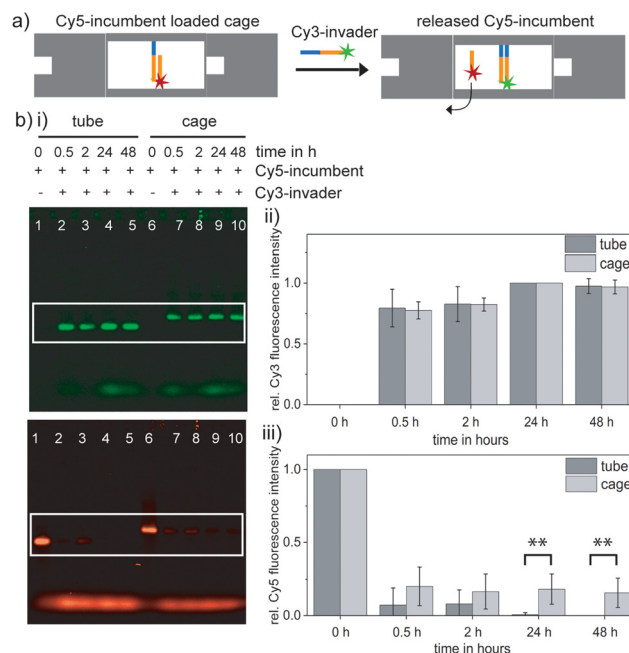 a) Cy5-incumbent loaded cage
Cy3-invader
released Cy5-incumbent
b) i) tube cage
0 0.5 2 24 48 0 0.5 2 24 48 time in h
+ + + + + + + + + + Cy5-incumbent
- + + + + - + + + + Cy3-invader
1 2 3 4 5 6 7 8 9 10
1 2 3 4 5 6 7 8 9 10
ii)
rel. Cy3 fluorescence intensity
1.0
0.5
0.0
tube
cage
0 h 0.5 h 2 h 24 h 48 h
time in hours
iii)
rel. Cy5 fluorescence intensity
1.0
0.5
0.0
tube
cage
** **
0 h 0.5 h 2 h 24 h 48 h
time in hours